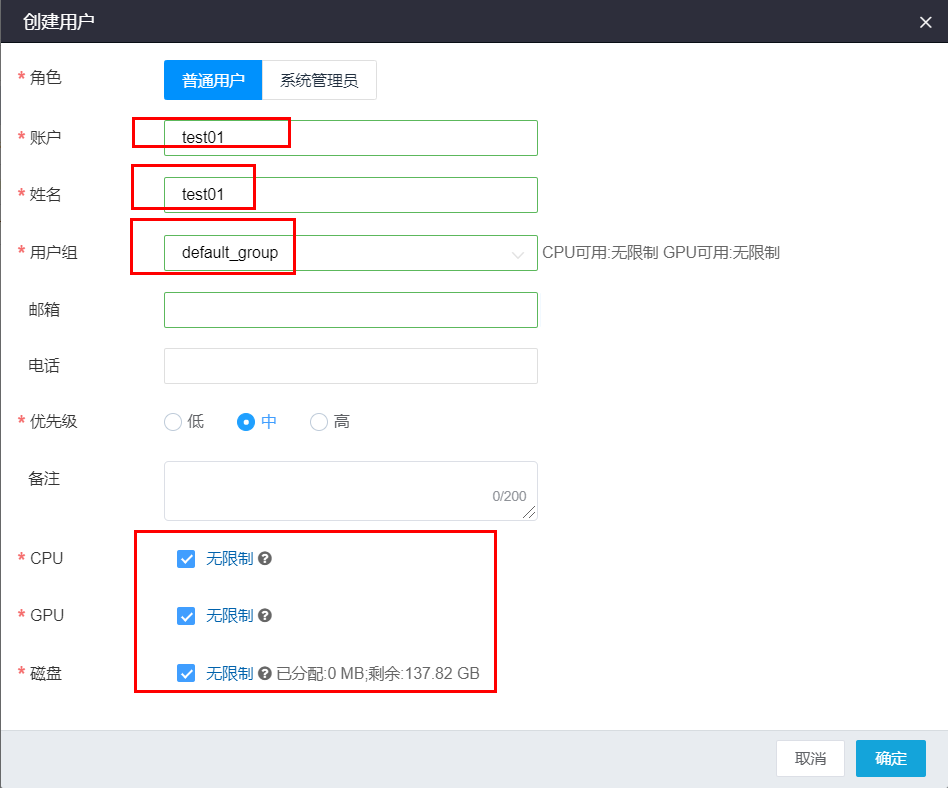 创建用户
* 角色 普通用户 系统管理员
* 账户 test01
* 姓名 test01
* 用户组 default_group CPU可用:无限制 GPU可用:无限制
邮箱
电话
* 优先级 低 中 高
备注
0/200
* CPU 无限制
* GPU 无限制
* 磁盘 无限制 已分配:0 MB;剩余:137.82 GB
取消 确定